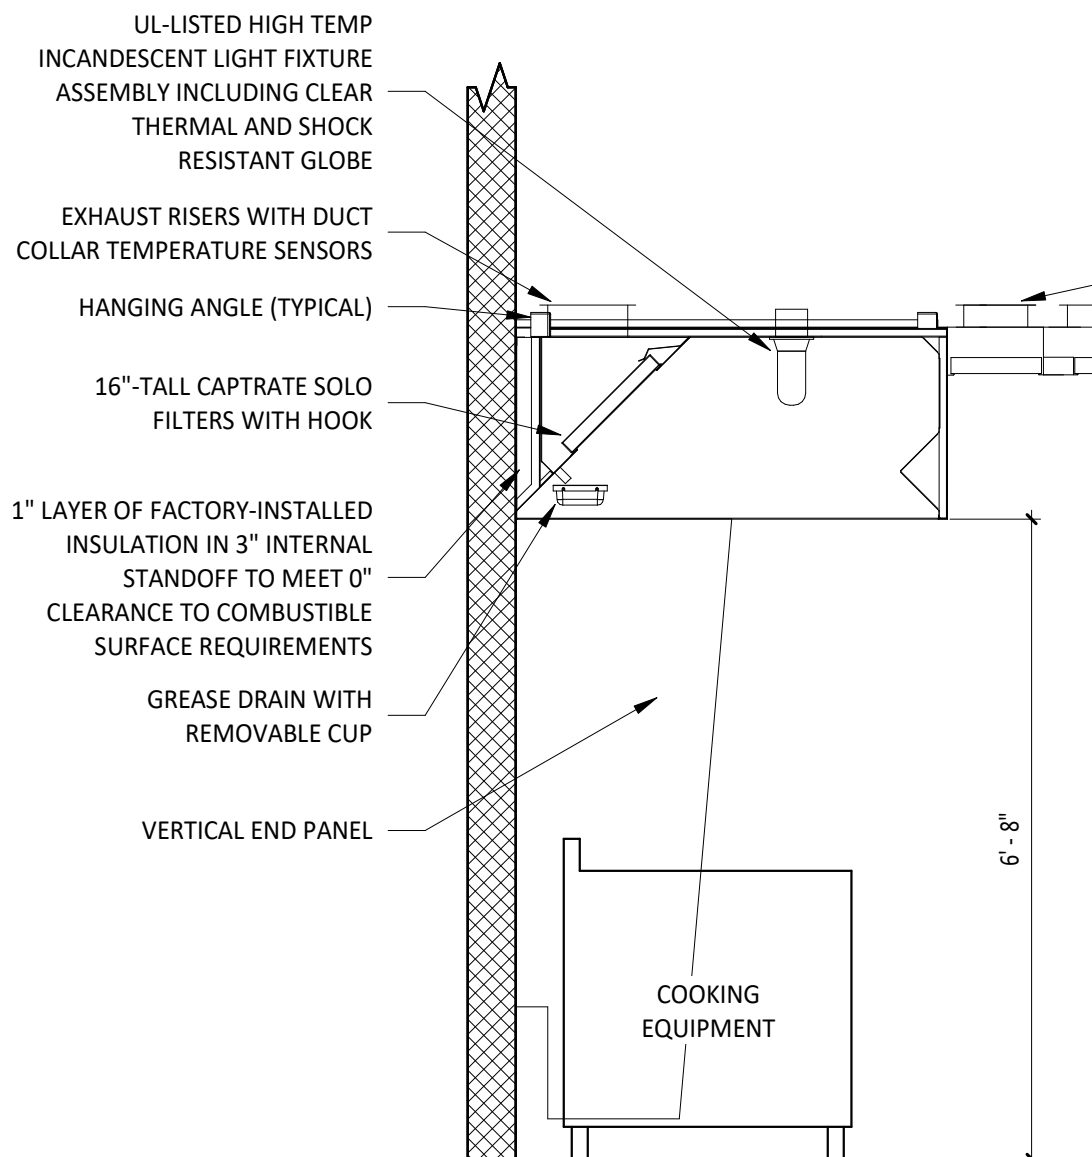 UL-LISTED HIGH TEMP
INCANDESCENT LIGHT FIXTURE
ASSEMBLY INCLUDING CLEAR
THERMAL AND SHOCK
RESISTANT GLOBE
EXHAUST RISERS WITH DUCT
COLLAR TEMPERATURE SENSORS
HANGING ANGLE (TYPICAL)
16"-TALL CAPTRATE SOLO
FILTERS WITH HOOK
1" LAYER OF FACTORY-INSTALLED
INSULATION IN 3" INTERNAL
STANDOFF TO MEET 0"
CLEARANCE TO COMBUSTIBLE
SURFACE REQUIREMENTS
GREASE DRAIN WITH
REMOVABLE CUP
VERTICAL END PANEL
6' - 8"
COOKING
EQUIPMENT